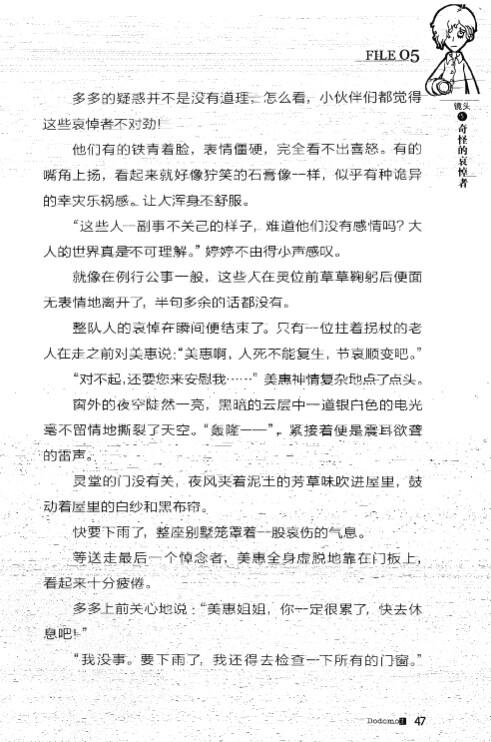 FILE 05
镜头
奇怪的哀悼者
多多的疑惑并不是没有道理，怎么看，小伙伴们都觉得
这些哀悼者不对劲！
他们有的铁青着脸，表情僵硬，完全看不出喜怒。有的
嘴角上扬，看起来就好像狞笑的石膏像一样，似乎有种诡异
的幸灾乐祸感。让人浑身不舒服。
“这些人一副事不关己的样子，难道他们没有感情吗？大
人的世界真是不可理解。”婷婷不由得小声感叹。
就像在例行公事一般，这些人在灵位前草草鞠躬后便面
无表情地离开了，半句多余的话都没有。
整队人的哀悼在瞬间便结束了。只有一位拄着拐杖的老
人在走之前对美惠说：“美惠啊，人死不能复生，节哀顺变吧。”
“对不起，还要您来安慰我……”美惠神情复杂地点了点头。
窗外的夜空陡然一亮，黑暗的云层中一道银白色的电光
毫不留情地撕裂了天空。“轰隆——”，紧接着便是震耳欲聋
的雷声。
灵堂的门没有关，夜风夹着泥土的芳草味吹进屋里，鼓
动着屋里的白纱和黑布帘。
快要下雨了，整座别墅笼罩着一股哀伤的气息。
等送走最后一个悼念者，美惠全身虚脱地靠在门板上，
看起来十分疲倦。
多多上前关心地说：“美惠姐姐，你一定很累了，快去休
息吧！”
“我没事。要下雨了，我还得去检查一下所有的门窗。”
Dodomo 47